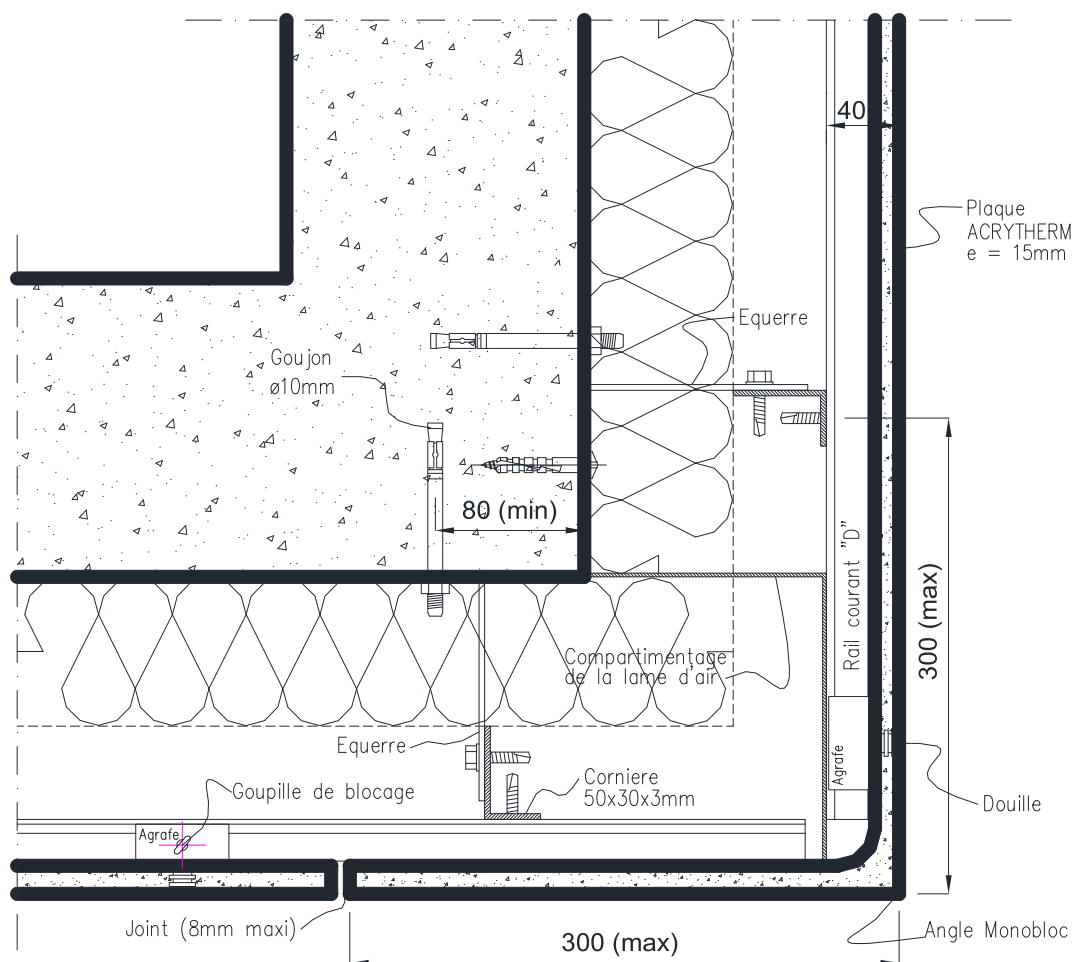 40
Plaque
ACRYTHERM
e = 15mm
Equerre
Goujon
ø10mm
80 (min)
Rail courant "D"
300 (max)
Compartimentage
de la lame d'air
Equerre
Corniere
50x30x3mm
Agrafe
Goupille de blocage
Douille
Agrafe
Joint (8mm maxi)
Angle Monobloc
300 (max)